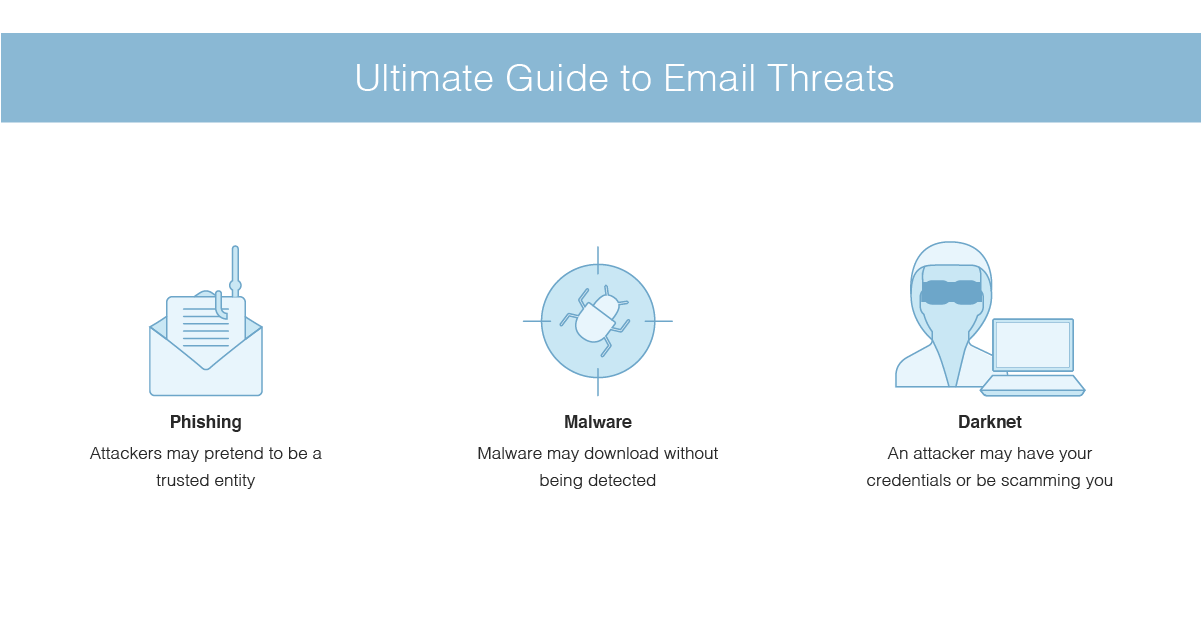 Ultimate Guide to Email Threats
Phishing
Attackers may pretend to be a
trusted entity
Malware
Malware may download without
being detected
Darknet
An attacker may have your
credentials or be scamming you